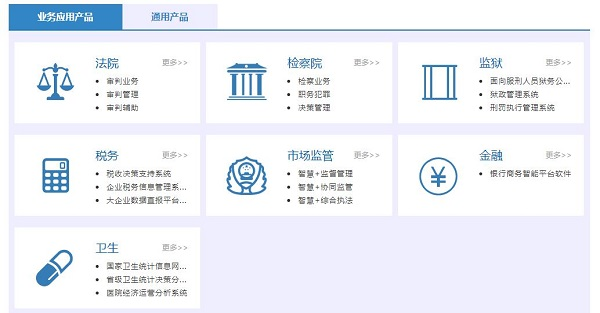 业务应用产品 通用产品
法院 更多>>
审判业务
审判管理
审判辅助
检察院 更多>>
检察业务
职务犯罪
决策管理
监狱 更多>>
面向服刑人员狱务公...
狱政管理系统
刑罚执行管理系统
税务 更多>>
税收决策支持系统
企业税务信息管理系...
大企业数据直报平台...
市场监管 更多>>
智慧+监督管理
智慧+协同监管
智慧+综合执法
金融 更多>>
银行商务智能平台软件
卫生 更多>>
国家卫生统计信息网...
省级卫生统计决策分...
医院经济运营分析系统